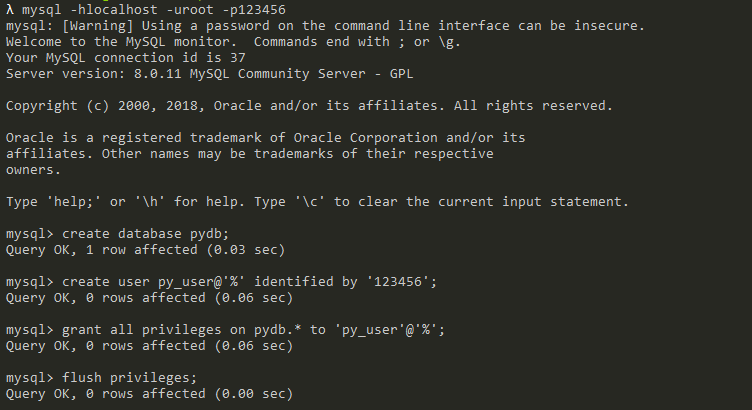 λ mysql -hlocalhost -uroot -p123456
mysql: [Warning] Using a password on the command line interface can be insecure.
Welcome to the MySQL monitor.  Commands end with ; or \g.
Your MySQL connection id is 37
Server version: 8.0.11 MySQL Community Server - GPL

Copyright (c) 2000, 2018, Oracle and/or its affiliates. All rights reserved.

Oracle is a registered trademark of Oracle Corporation and/or its
affiliates. Other names may be trademarks of their respective
owners.

Type 'help;' or '\h' for help. Type '\c' to clear the current input statement.

mysql> create database pydb;
Query OK, 1 row affected (0.03 sec)

mysql> create user py_user@'%' identified by '123456';
Query OK, 0 rows affected (0.06 sec)

mysql> grant all privileges on pydb.* to 'py_user'@'%';
Query OK, 0 rows affected (0.06 sec)

mysql> flush privileges;
Query OK, 0 rows affected (0.00 sec)